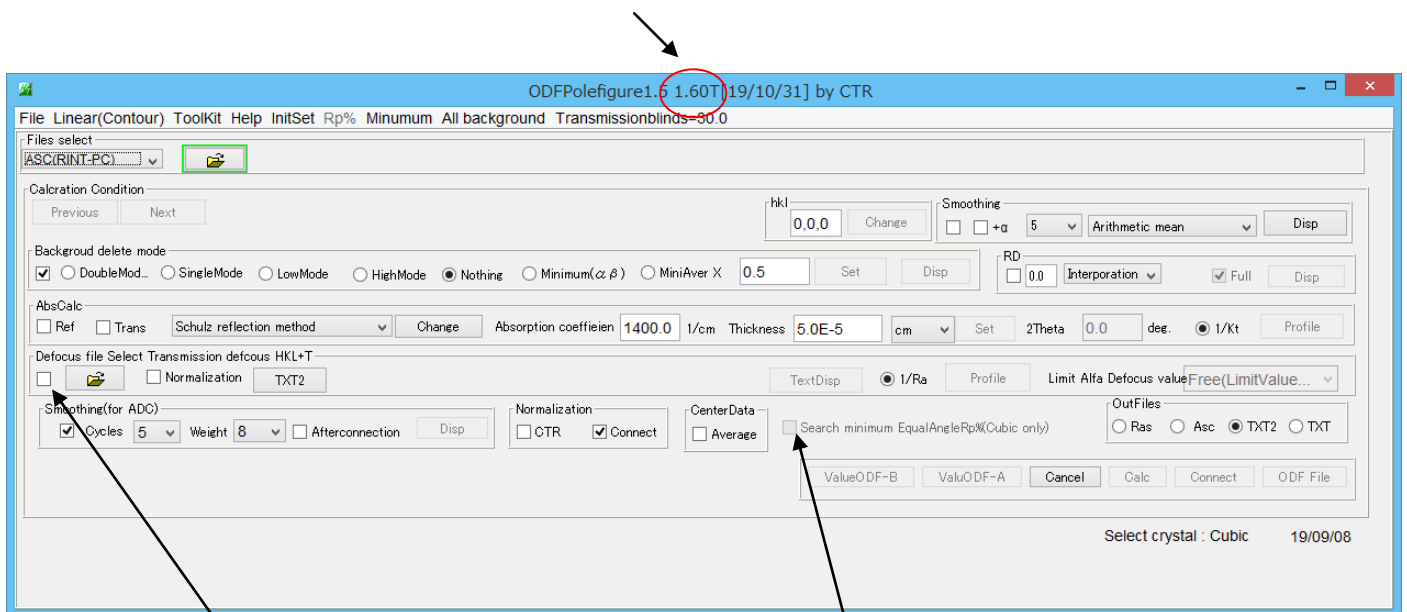 ODFPolefigure1.5 1.60T[19/10/31] by CTR
File Linear(Contour) ToolKit Help InitSet Rp% Minumum All background Transmissionblinds=30.0
Files select
ASC(RINT-PC)
Calcration Condition
Previous Next
hkl
0,0,0 Change
Smoothing
+α 5 Arithmetic mean Disp
Backgroud delete mode
DoubleMod... SingleMode LowMode HighMode Nothing Minimum(αβ) MiniAver X 0.5 Set Disp
RD
0.0 Interporation Full Disp
AbsCalc
Ref Trans Schulz reflection method Change Absorption coeffieien 1400.0 1/cm Thickness 5.0E-5 cm Set 2Theta 0.0 deg. 1/Kt Profile
Defocus file Select Transmission defcous HKL+T
Normalization TXT2 TextDisp 1/Ra Profile Limit Alfa Defocus value Free(LimitValue...
Smoothing(for ADC)
Cycles 5 Weight 8 Afterconnection Disp
Normalization
CTR Connect
CenterData
Average
Search minimum EqualAngleRp%(Cubic only)
OutFiles
Ras Asc TXT2 TXT
ValueODF-B ValuODF-A Cancel Calc Connect ODF File
Select crystal : Cubic 19/09/08